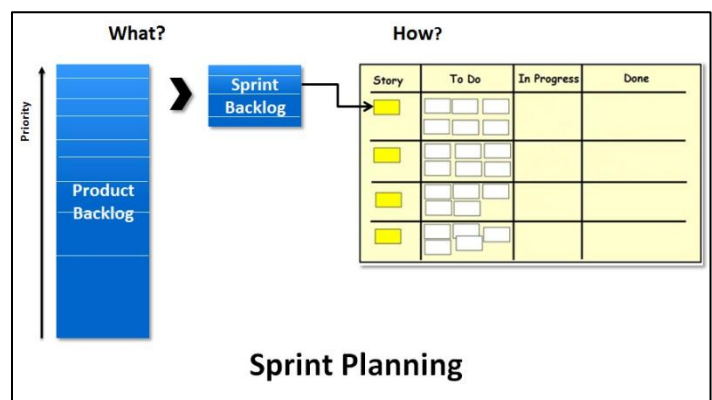 What?
How?
Priority
Product
Backlog
Sprint
Backlog
Story
To Do
In Progress
Done
Sprint Planning